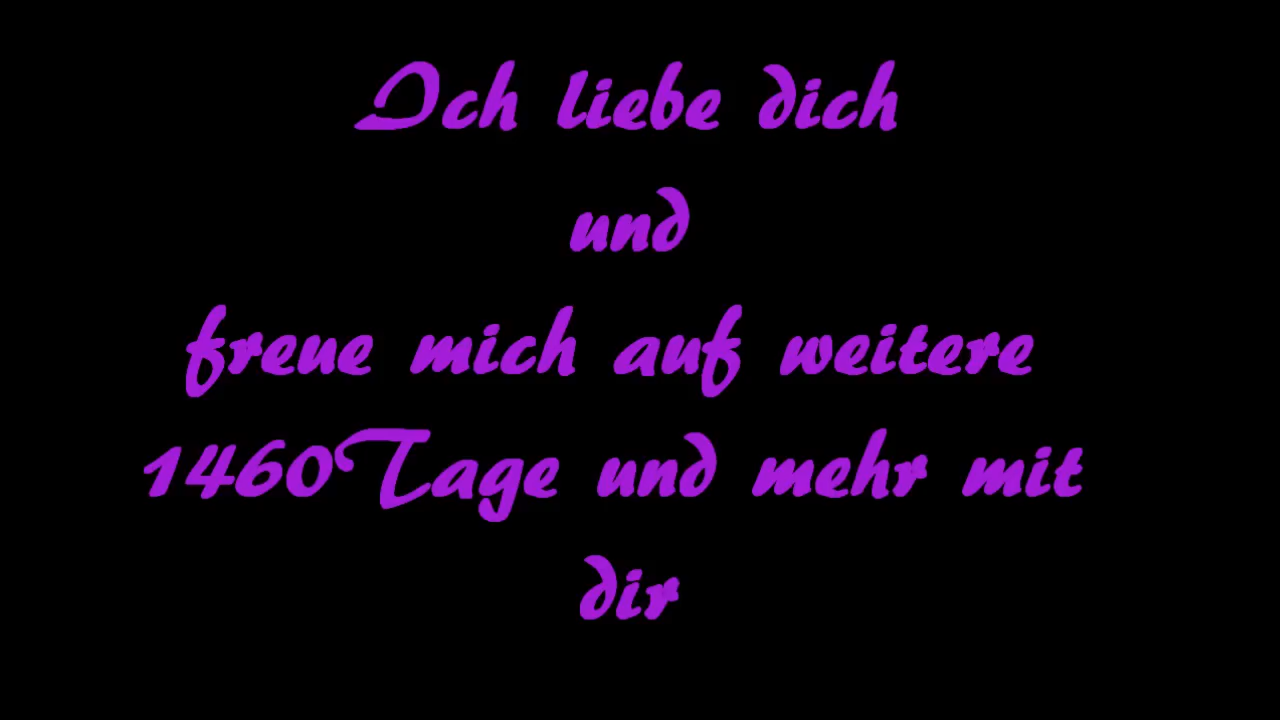 Ich liebe dich
und
freue mich auf weitere
1460Tage und mehr mit
dir